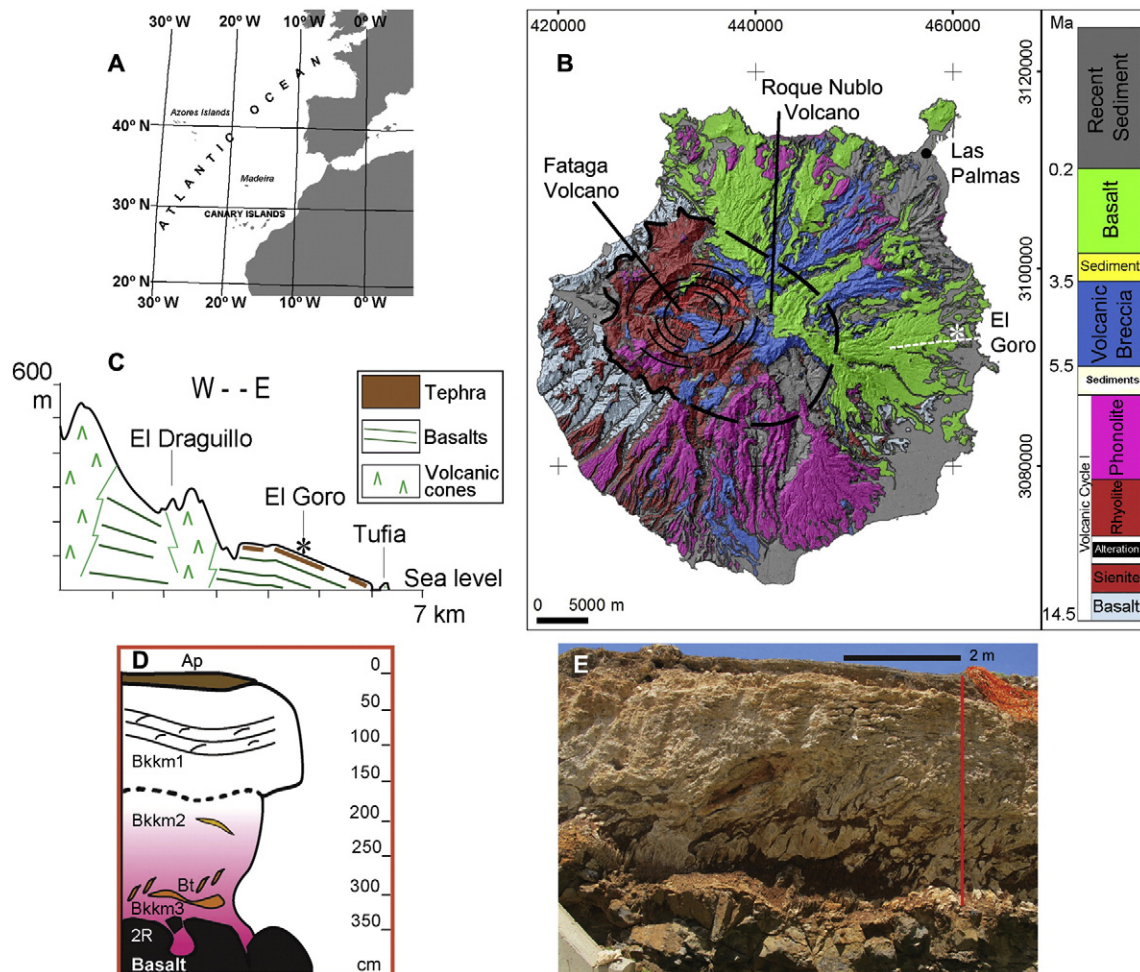 30° W 20° W 10° W 0° W
A
ATLANTIC OCEAN
Azores Islands
40° N
Madeira
30° N
CANARY ISLANDS
20° N
30° W 20° W 10° W 0° W
420000 440000 460000
B
3120000
Roque Nublo
Volcano
Las
Palmas
Fataga
Volcano
3100000
El
Goro
3080000
0 5000 m
Ma
Recent
Sediment
0.2
Basalt
Sediment
3.5
Volcanic
Breccia
5.5
Sediments
Volcanic Cycle I
Phonolite
Rhyolite
Alteration
Sienite
Basalt
14.5
C
600
m
W - - E
El Draguillo
El Goro
Tufia
Sea level
7 km
Tephra
Basalts
Volcanic
cones
D
Ap
0
50
100
Bkkm1
150
Bkkm2
200
250
Bt
300
Bkkm3
2R
350
Basalt
cm
E
2 m